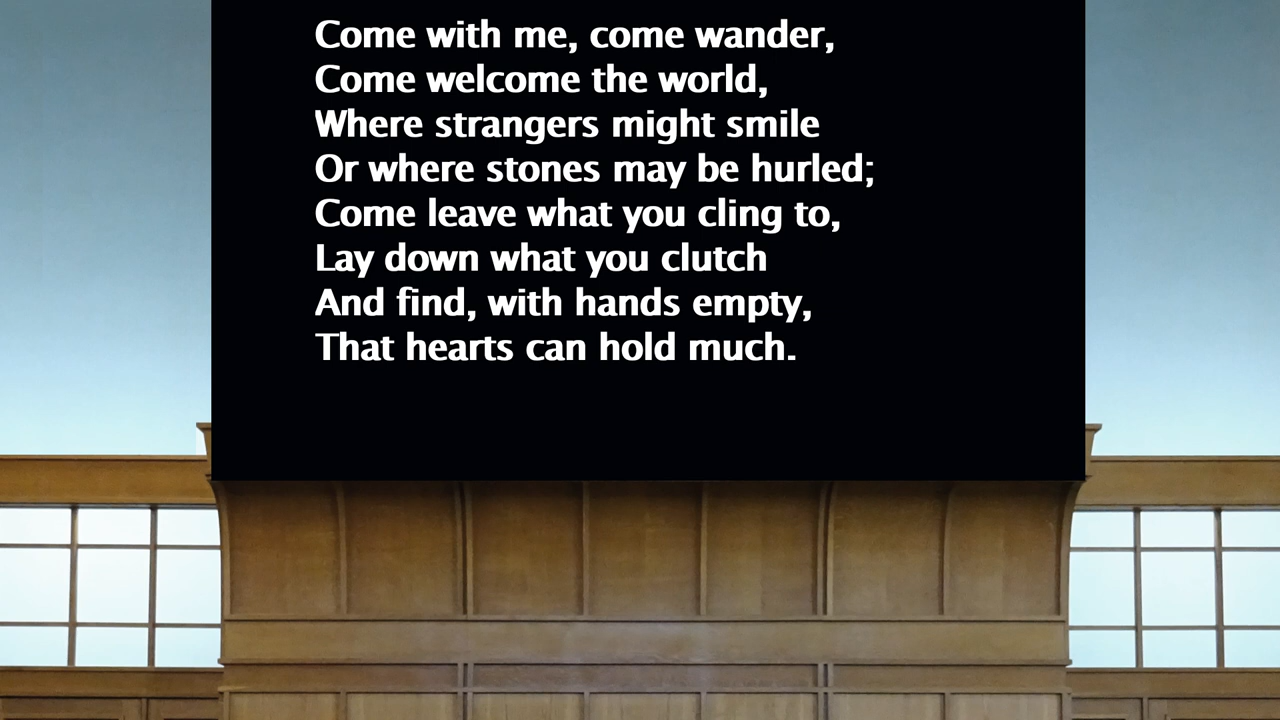 Come with me, come wander,
Come welcome the world,
Where strangers might smile
Or where stones may be hurled;
Come leave what you cling to,
Lay down what you clutch
And find, with hands empty,
That hearts can hold much.